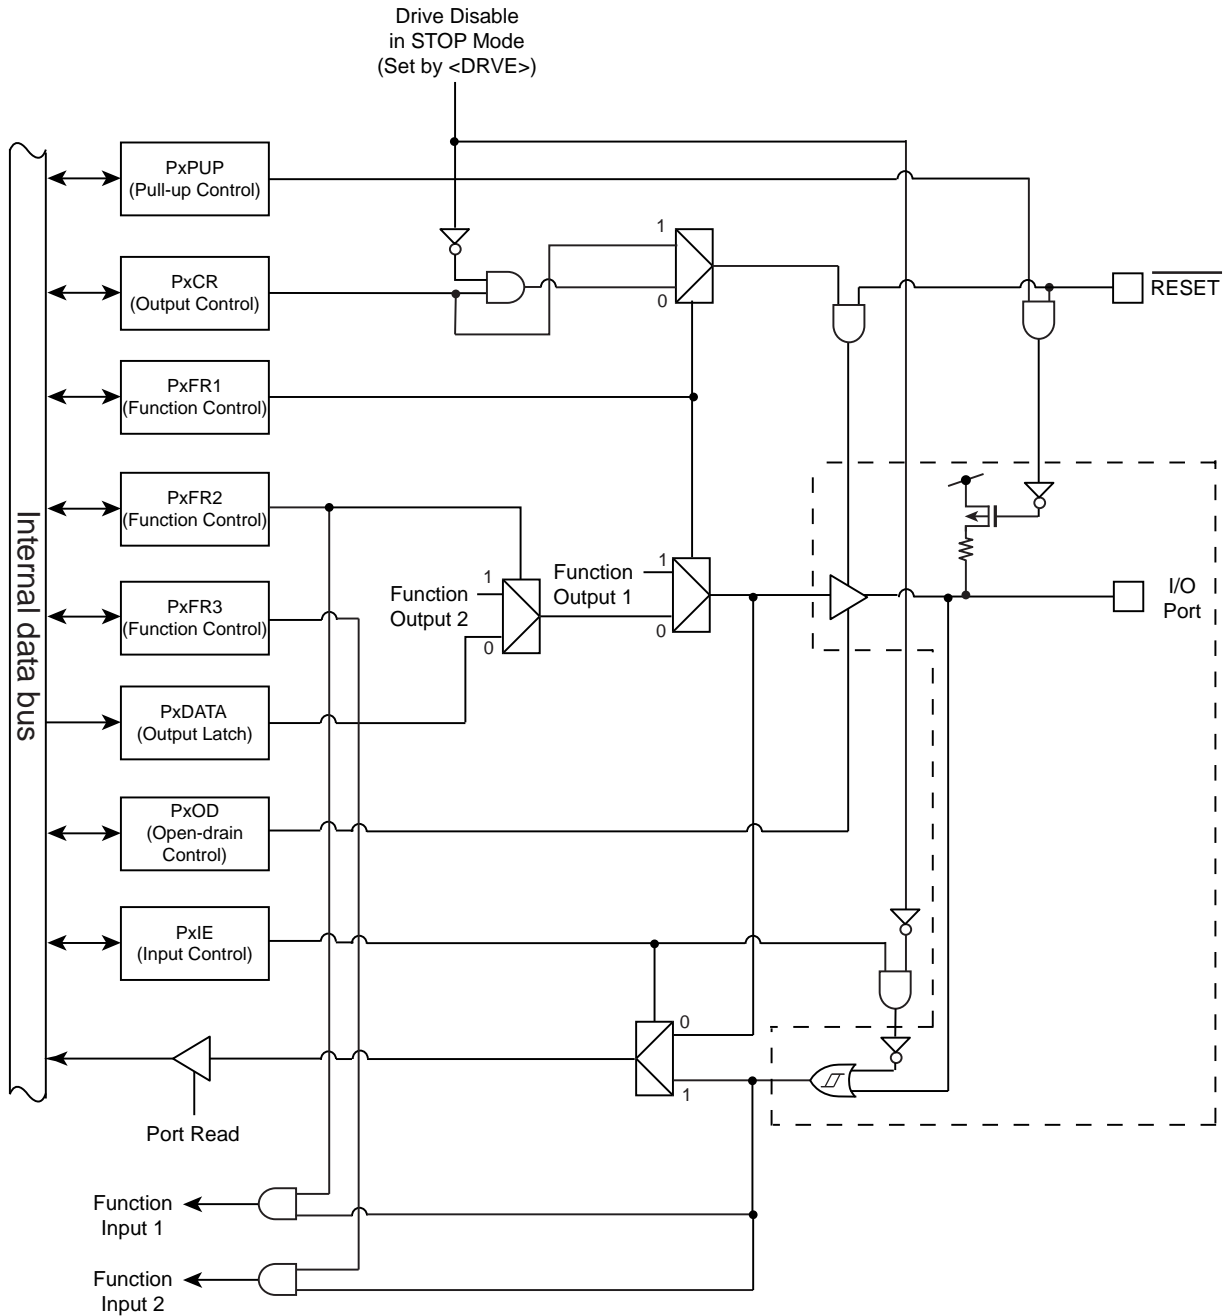 Drive Disable
in STOP Mode
(Set by <DRVE>)
Internal data bus
PxPUP
(Pull-up Control)
PxCR
(Output Control)
1
0
RESET
PxFR1
(Function Control)
PxFR2
(Function Control)
PxFR3
(Function Control)
1
Function
Output 2
0
1
Function
Output 1
0
I/O
Port
PxDATA
(Output Latch)
PxOD
(Open-drain
Control)
PxIE
(Input Control)
0
1
Port Read
Function
Input 1
Function
Input 2